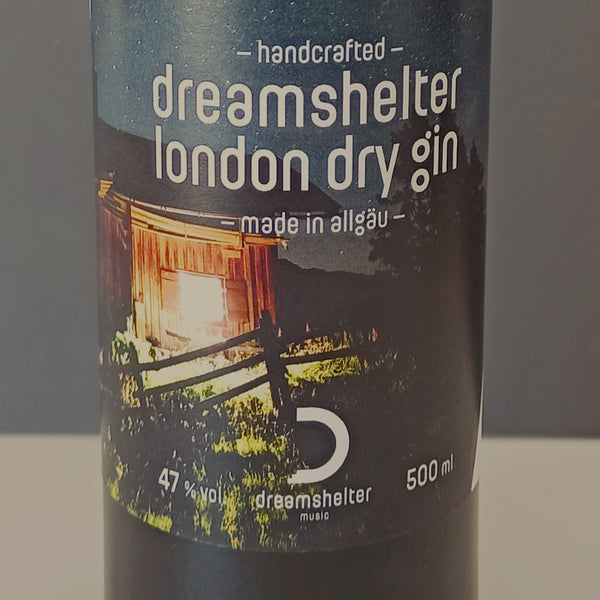 – handcrafted –
dreamshelter
london dry gin
– made in allgäu –
47 % vol.
500 ml
dreamshelter
music